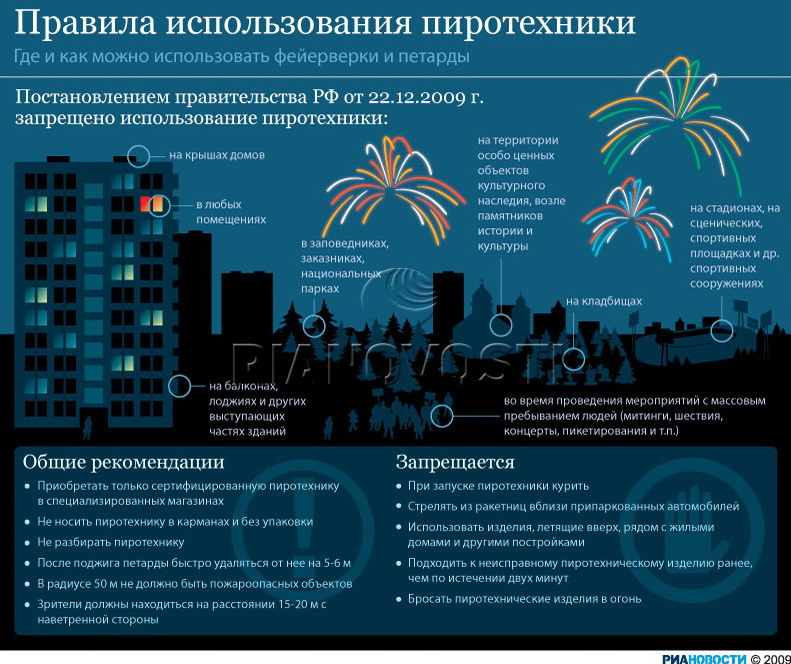 Правила использования пиротехники
Где и как можно использовать фейерверки и петарды
Постановлением правительства РФ от 22.12.2009 г.
запрещено использование пиротехники:
на крышах домов
в любых
помещениях
в заповедниках,
заказниках,
национальных
парках
на территории
особо ценных
объектов
культурного
наследия, возле
памятников
истории и
культуры
на стадионах, на
сценических,
спортивных
площадках и др.
спортивных
сооружениях
на кладбищах
RIANOVOSTI
на балконах,
лоджиях и других
выступающих
частях зданий
во время проведения мероприятий с массовым
пребыванием людей (митинги, шествия,
концерты, пикетирования и т.п.)
Общие рекомендации
• Приобретать только сертифицированную пиротехнику
в специализированных магазинах
• Не носить пиротехнику в карманах и без упаковки
• Не разбирать пиротехнику
• После поджига петарды быстро удаляться от нее на 5-6 м
• В радиусе 50 м не должно быть пожароопасных объектов
• Зрители должны находиться на расстоянии 15-20 м с
наветренной стороны
Запрещается
• При запуске пиротехники курить
• Стрелять из ракетниц вблизи припаркованных автомобилей
• Использовать изделия, летящие вверх, рядом с жилыми
домами и другими постройками
• Подходить к неисправному пиротехническому изделию ранее,
чем по истечении двух минут
• Бросать пиротехнические изделия в огонь
РИАНОВОСТИ © 2009